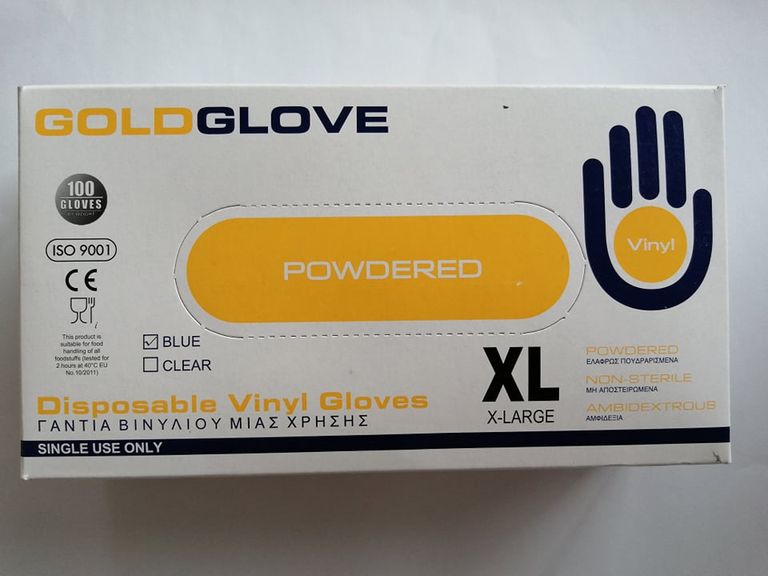 GOLDGLOVE
100
GLOVES
BY WEIGHT
ISO 9001
CE
This product is
suitable for food
handling of all
foodstuffs (tested for
2 hours at 40°C EU
No.10/2011)
POWDERED
Vinyl
BLUE
CLEAR
XL
X-LARGE
POWDERED
ΕΛΑΦΡΩΣ ΠΟΥΔΡΑΡΙΣΜΕΝΑ
NON-STERILE
ΜΗ ΑΠΟΣΤΕΙΡΩΜΕΝΑ
AMBIDEXTROUS
ΑΜΦΙΔΕΞΙΑ
Disposable Vinyl Gloves
ΓΑΝΤΙΑ ΒΙΝΥΛΙΟΥ ΜΙΑΣ ΧΡΗΣΗΣ
SINGLE USE ONLY